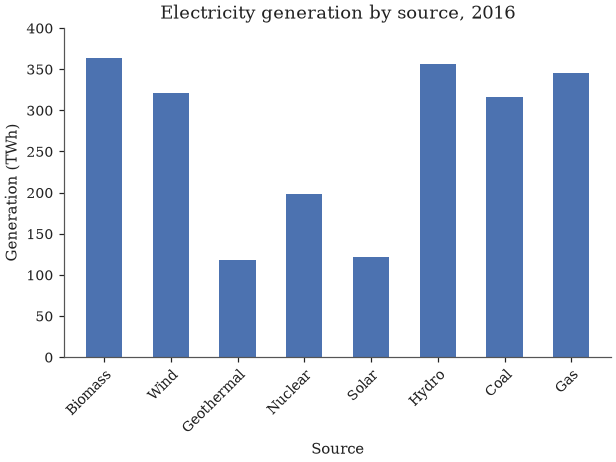 Electricity generation by source, 2016
Generation (TWh)
400
350
300
250
200
150
100
50
0
Biomass
Wind
Geothermal
Nuclear
Solar
Hydro
Coal
Gas
Source